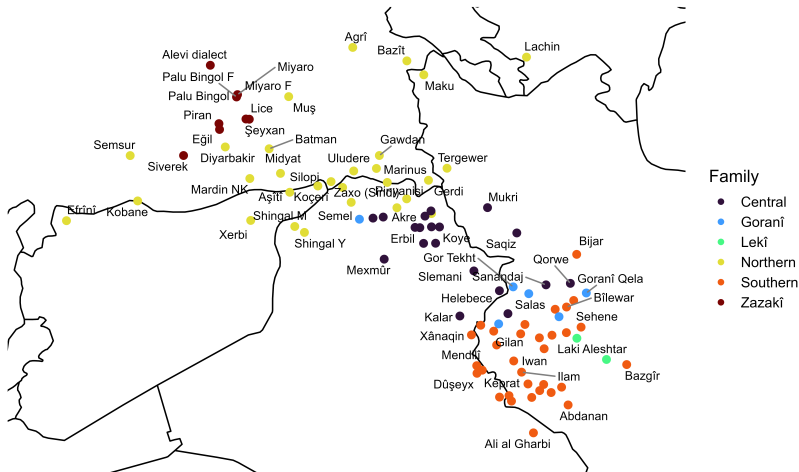 Agrî
Lachin
Bazît
Alevi dialect
Miyaro
Palu Bingol F
Miyaro F
Maku
Palu Bingol
Muş
Piran
Lice
Şeyxan
Eğil
Batman
Gawdan
Semsur
Siverek
Diyarbakir
Midyat
Uludere
Tergewer
Marinus
Silopi
Mardin NK
Aşîtî
Koçerî
Zaxo (Sindî)
Gerdi
Efrînî
Kobane
Shingal M
Semel
Akre
Mukri
Family
Central
Goranî
Lekî
Northern
Southern
Zazakî
Xerbi
Shingal Y
Erbil
Koye
Saqiz
Bijar
Mexmûr
Gor Tekht
Qorwe
Slemani
Sanandaj
Goranî Qela
Helebece
Salas
Bîlewar
Kalar
Sehene
Xânaqin
Gilan
Laki Aleshtar
Mendilî
Iwan
Bazgîr
Dûşeyx
Keprat
Ilam
Abdanan
Ali al Gharbi